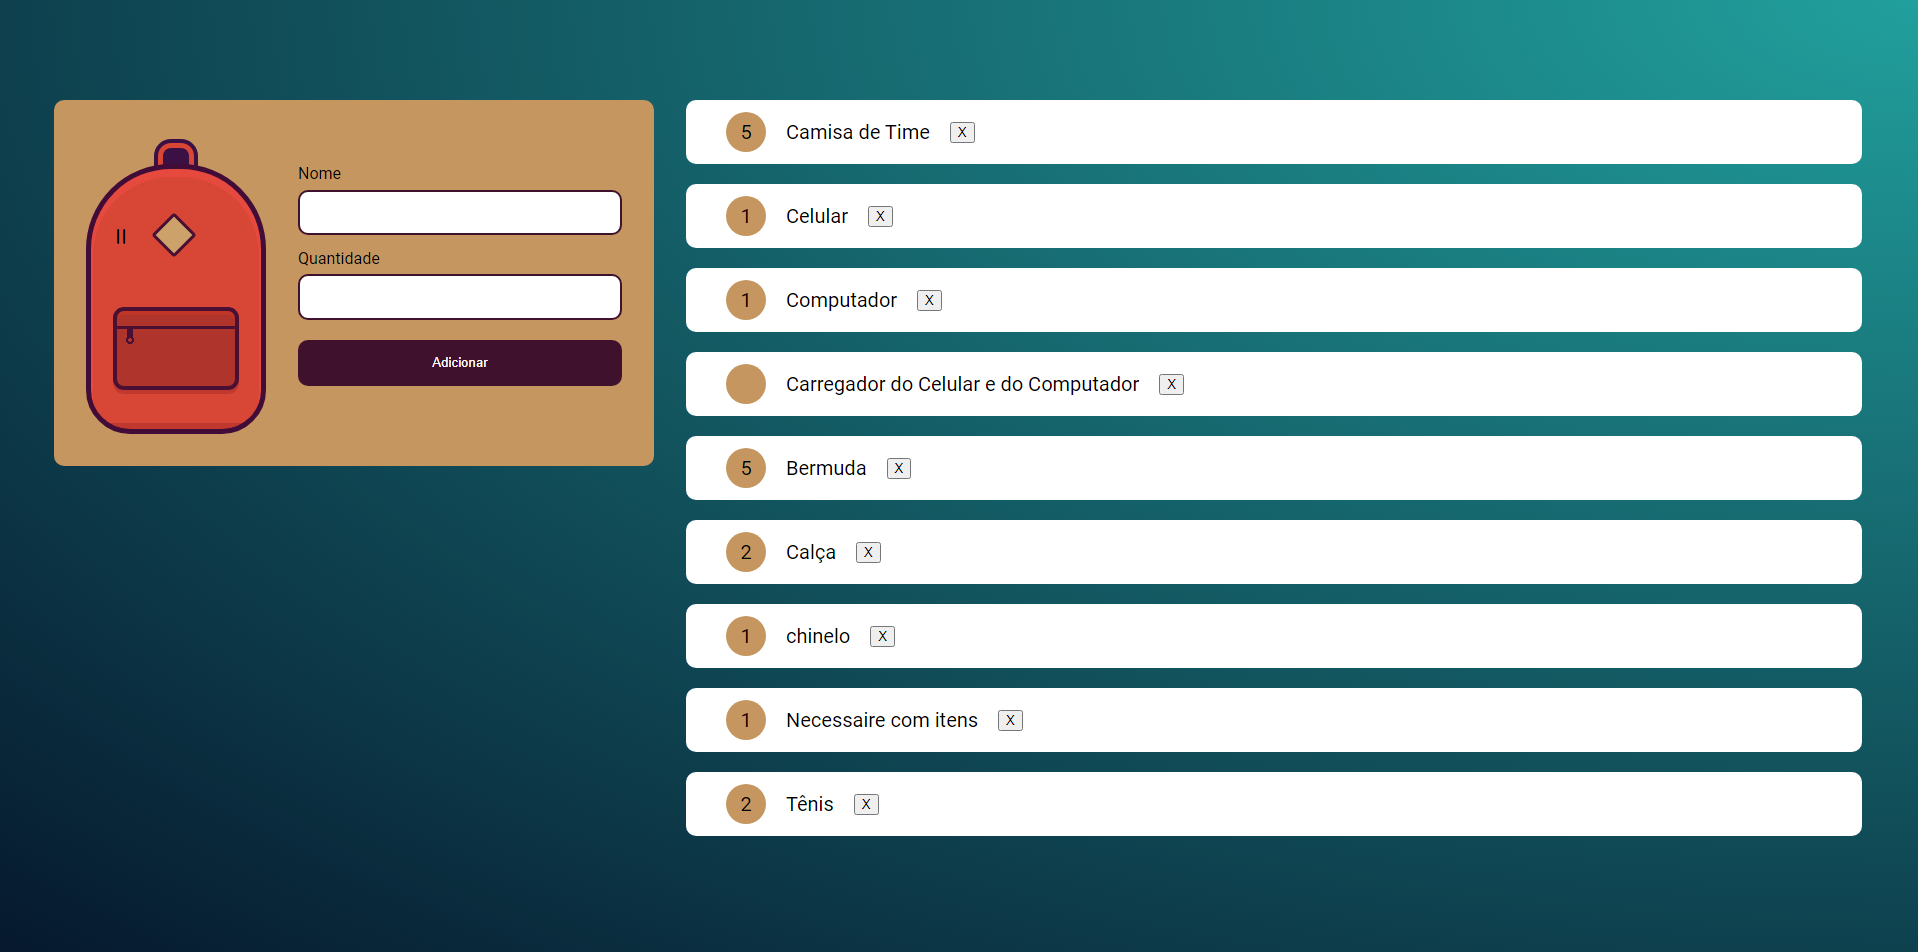 Nome
Quantidade
Adicionar
5 Camisa de Time X
1 Celular X
1 Computador X
Carregador do Celular e do Computador X
5 Bermuda X
2 Calça X
1 chinelo X
1 Necessaire com itens X
2 Tênis X